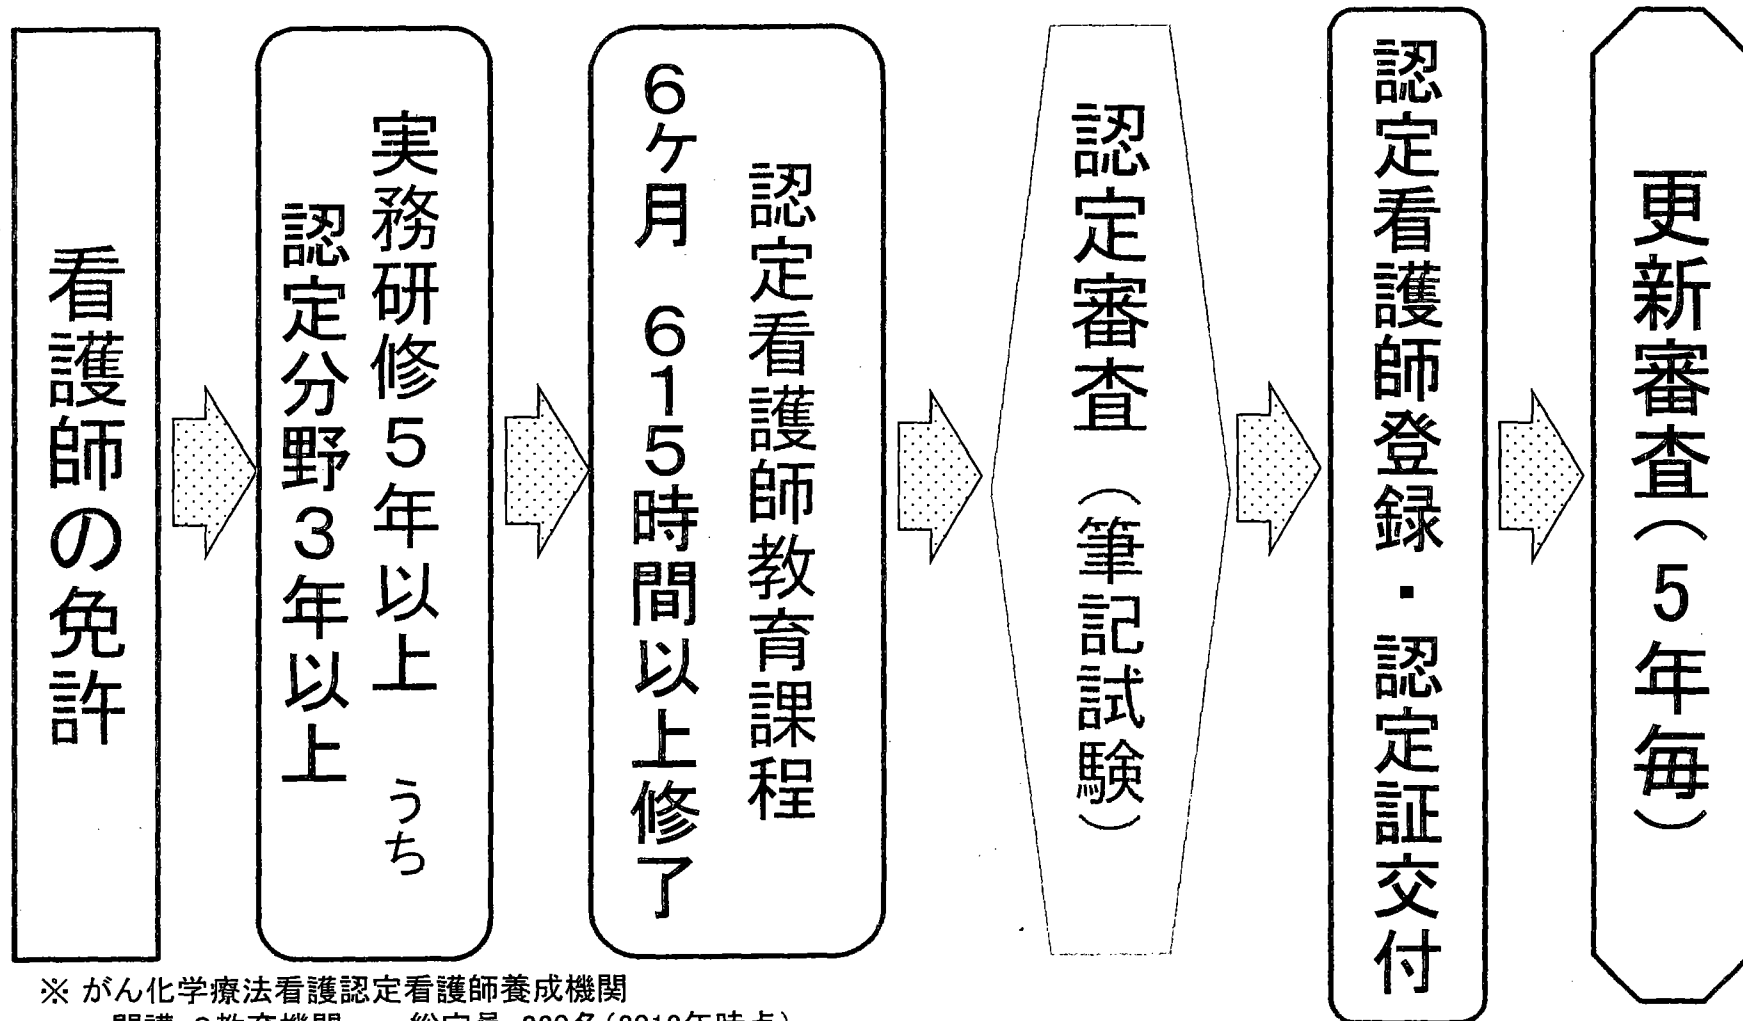 看護師の免許
実務研修５年以上　うち
認定分野３年以上
認定看護師教育課程
６ケ月　６１５時間以上修了
認定審査（筆記試験）
認定看護師登録・認定証交付
更新審査（５年毎）
※ がん化学療法看護認定看護師養成機関